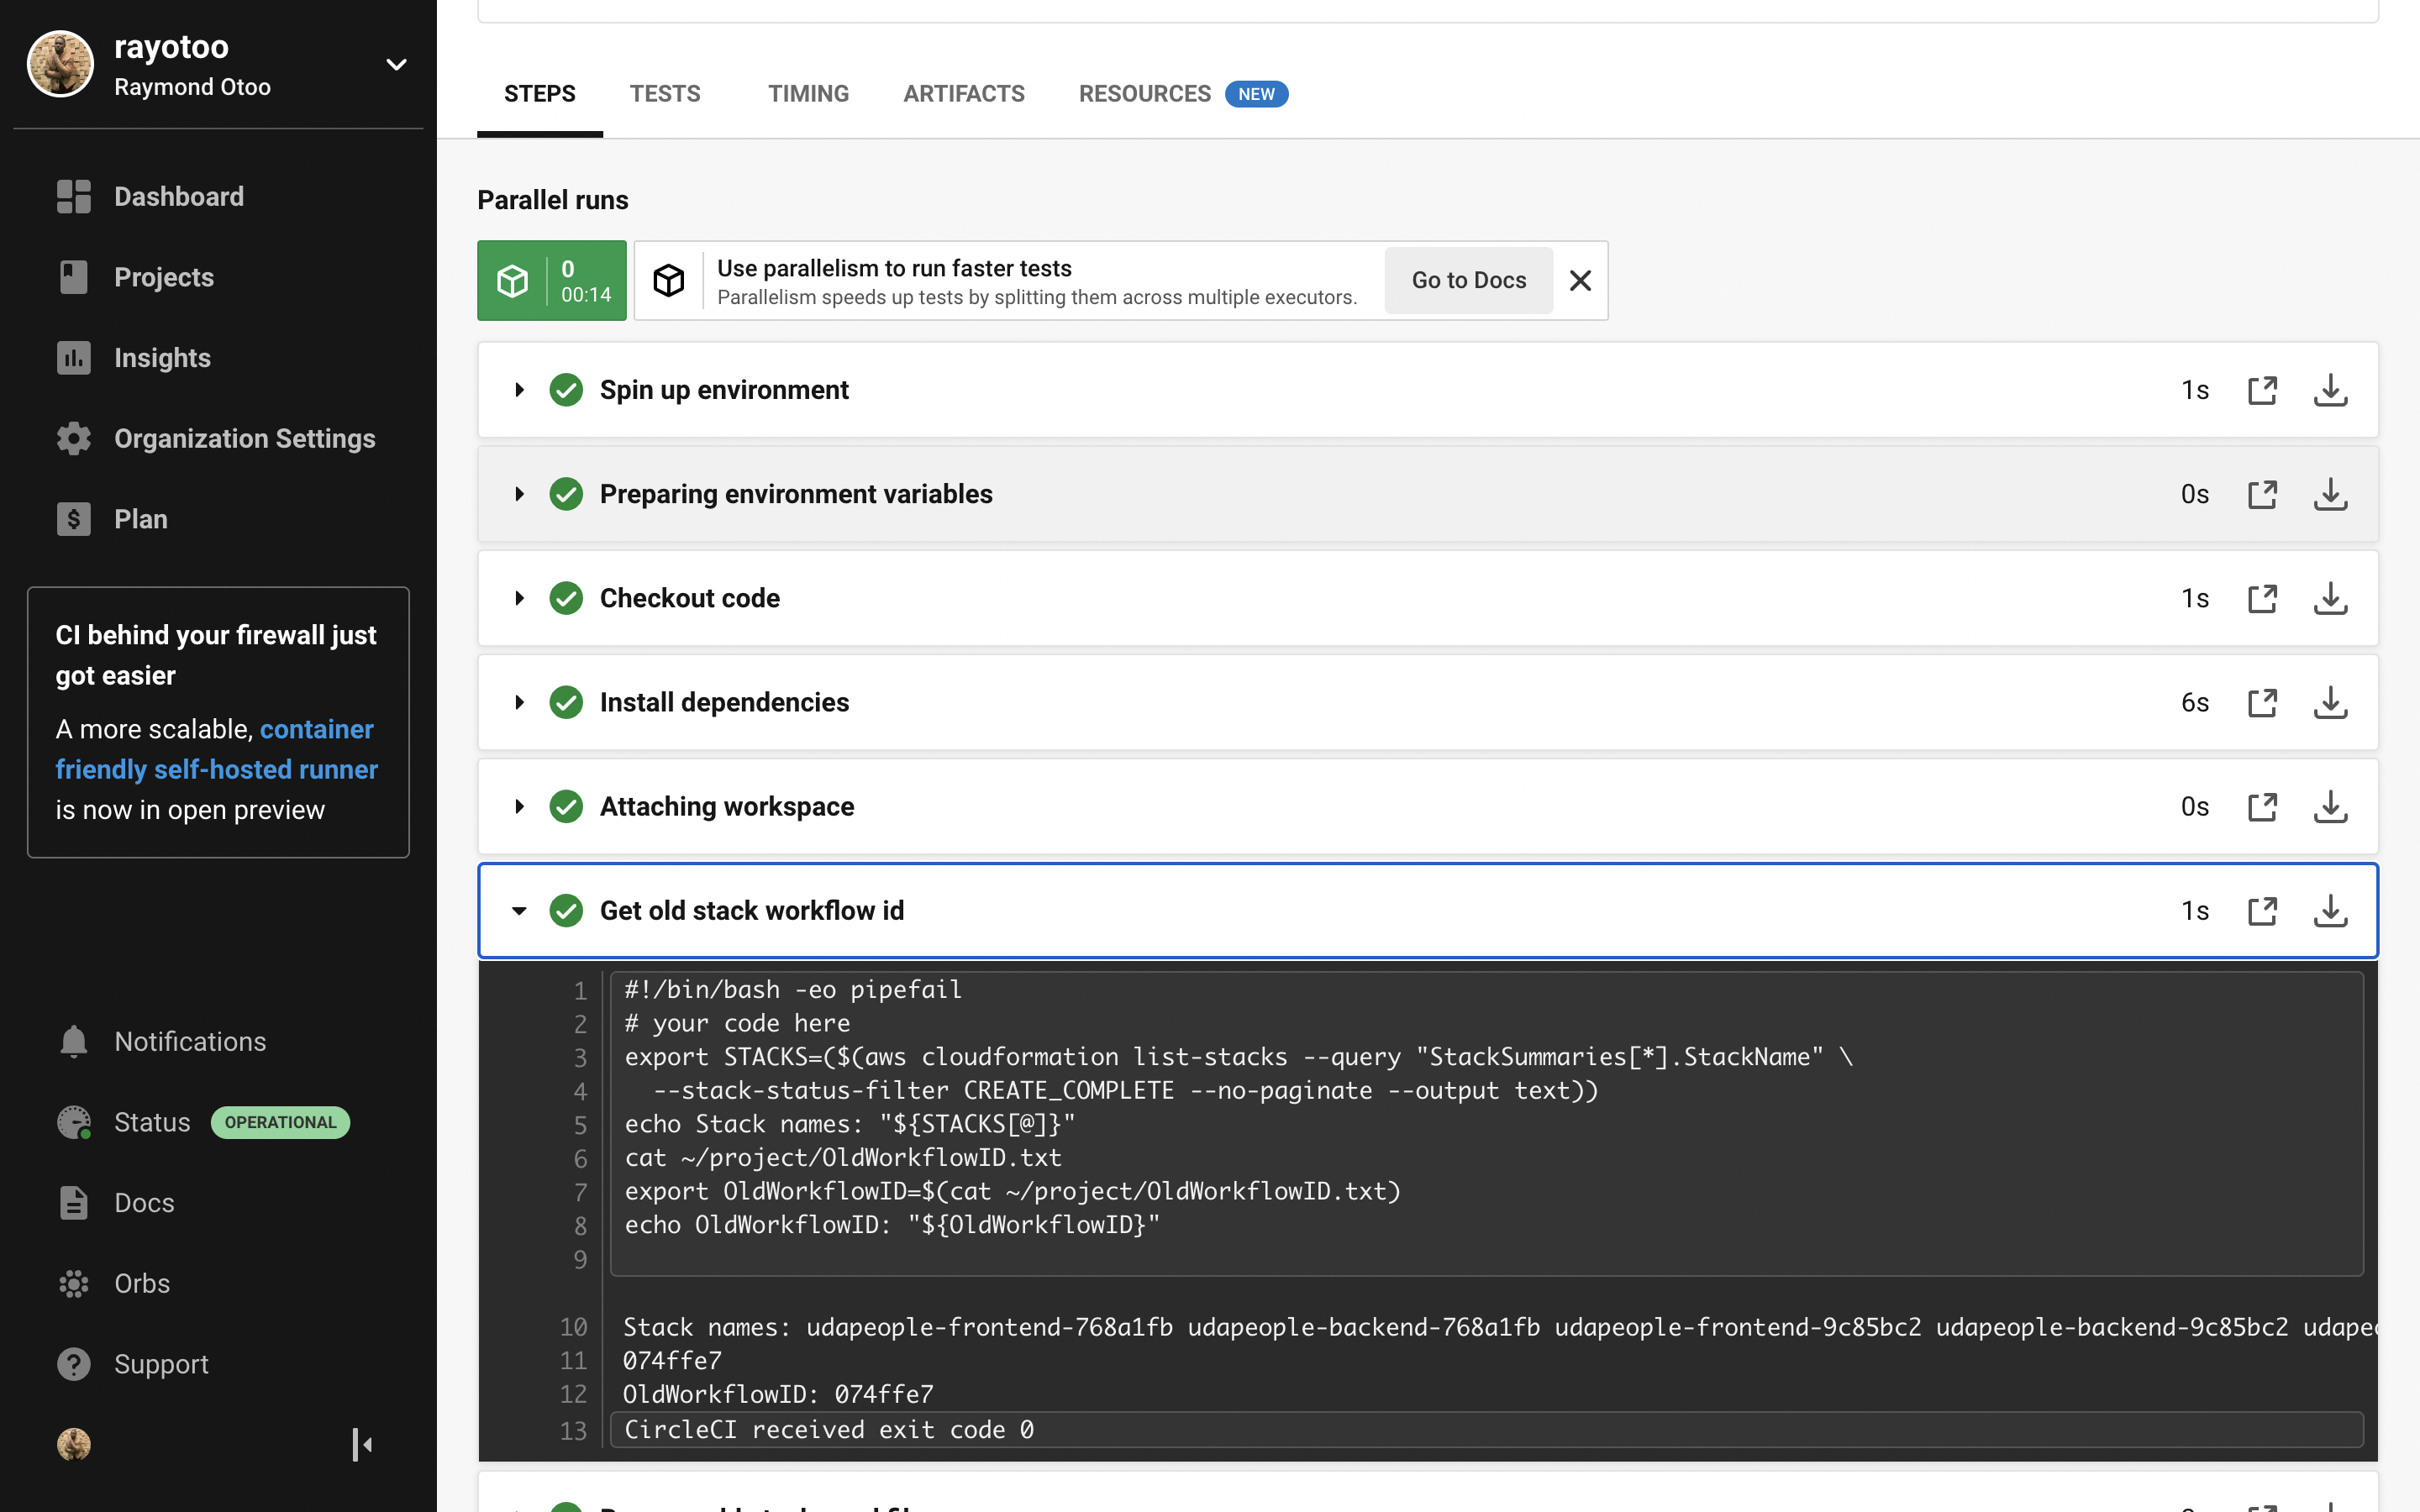 rayotoo
Raymond Otoo
Dashboard
Projects
Insights
Organization Settings
Plan
CI behind your firewall just
got easier
A more scalable, container
friendly self-hosted runner
is now in open preview
Notifications
Status OPERATIONAL
Docs
Orbs
Support
STEPS TESTS TIMING ARTIFACTS RESOURCES NEW
Parallel runs
0
00:14
Use parallelism to run faster tests
Parallelism speeds up tests by splitting them across multiple executors.
Go to Docs
Spin up environment 1s
Preparing environment variables 0s
Checkout code 1s
Install dependencies 6s
Attaching workspace 0s
Get old stack workflow id 1s
1 #!/bin/bash -eo pipefail
2 # your code here
3 export STACKS=($(aws cloudformation list-stacks --query "StackSummaries[*].StackName" \
4 --stack-status-filter CREATE_COMPLETE --no-paginate --output text))
5 echo Stack names: "${STACKS[@]}"
6 cat ~/project/OldWorkflowID.txt
7 export OldWorkflowID=$(cat ~/project/OldWorkflowID.txt)
8 echo OldWorkflowID: "${OldWorkflowID}"
9
10 Stack names: udapeople-frontend-768a1fb udapeople-backend-768a1fb udapeople-frontend-9c85bc2 udapeople-backend-9c85bc2
11 074ffe7
12 OldWorkflowID: 074ffe7
13 CircleCI received exit code 0